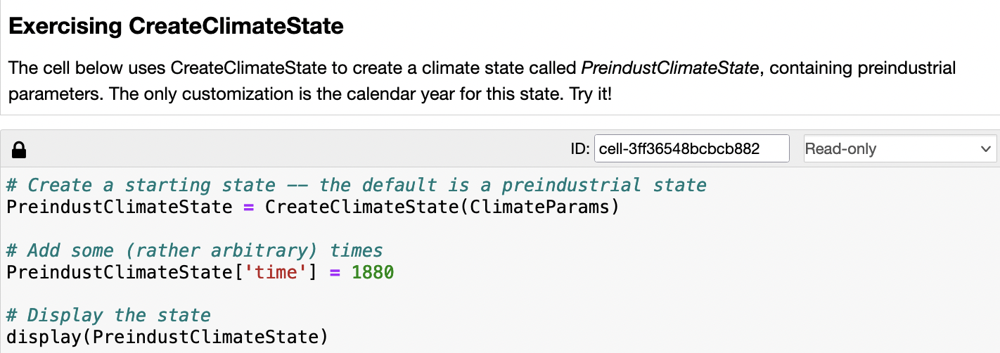 Exercising CreateClimateState
The cell below uses CreateClimateState to create a climate state called PreindustClimateState, containing preindustrial
parameters. The only customization is the calendar year for this state. Try it!
ID: cell-3ff36548bcbcb882 Read-only
# Create a starting state -- the default is a preindustrial state
PreindustClimateState = CreateClimateState(ClimateParams)
# Add some (rather arbitrary) times
PreindustClimateState['time'] = 1880
# Display the state
display(PreindustClimateState)